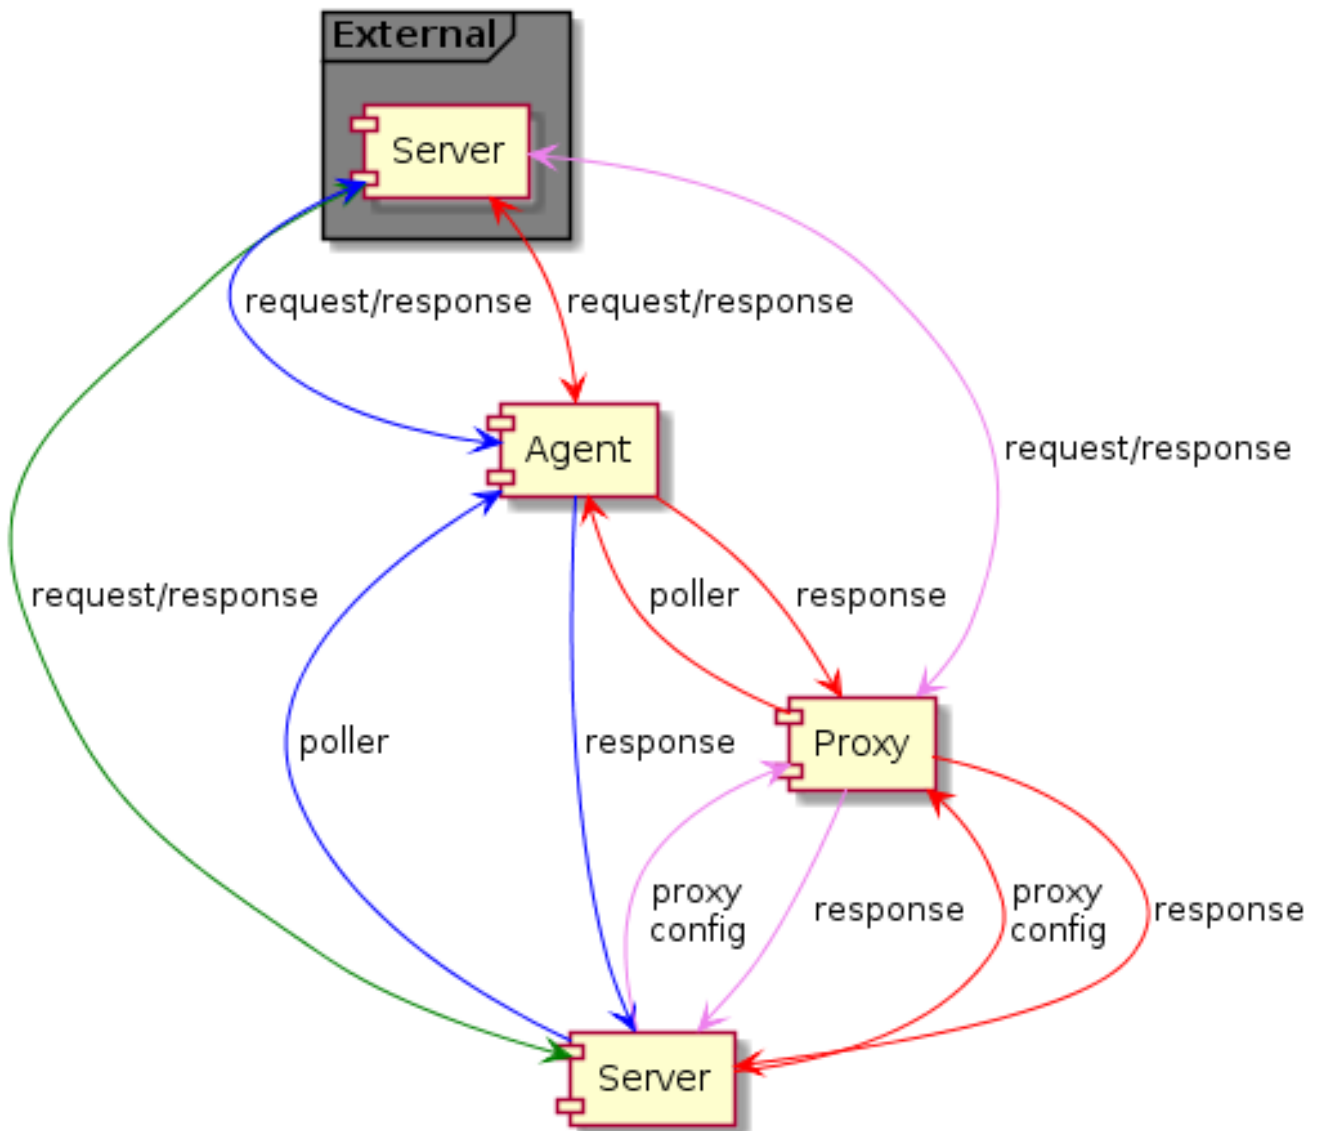 External
Server
request/response
request/response
Agent
request/response
request/response
poller
response
poller
response
Proxy
proxy
config
response
proxy
config
response
Server